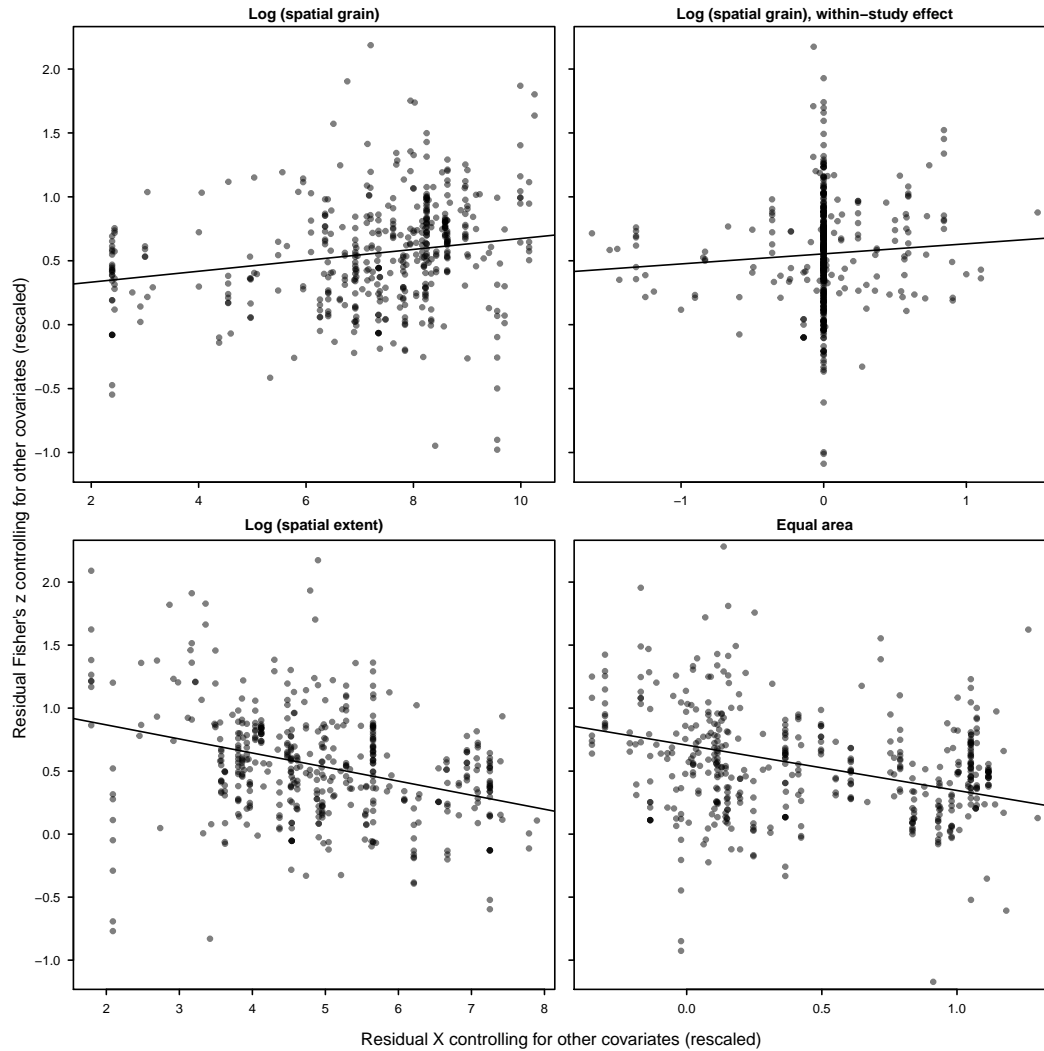 Log (spatial grain)
Log (spatial grain), within−study effect
2.0
1.5
1.0
0.5
0.0
−0.5
−1.0
2 4 6 8 10
−1 0 1
Log (spatial extent)
Equal area
2.0
1.5
1.0
0.5
0.0
−0.5
−1.0
2 3 4 5 6 7 8
0.0 0.5 1.0
Residual Fisher's z controlling for other covariates (rescaled)
Residual X controlling for other covariates (rescaled)